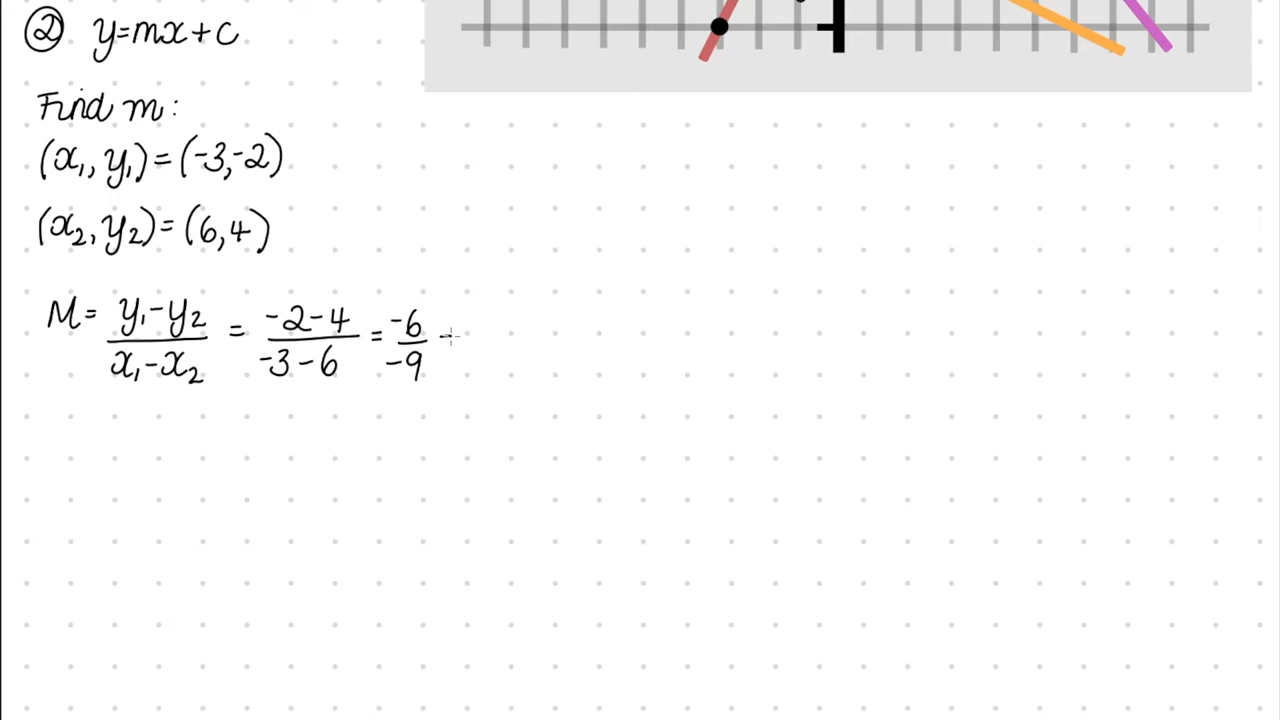 ② y=mx+c
Find m:
(x₁, y₁)=(-3,-2)
(x₂, y₂)=(6,4)
M= y₁-y₂ / x₁-x₂ = -2-4 / -3-6 = -6 / -9